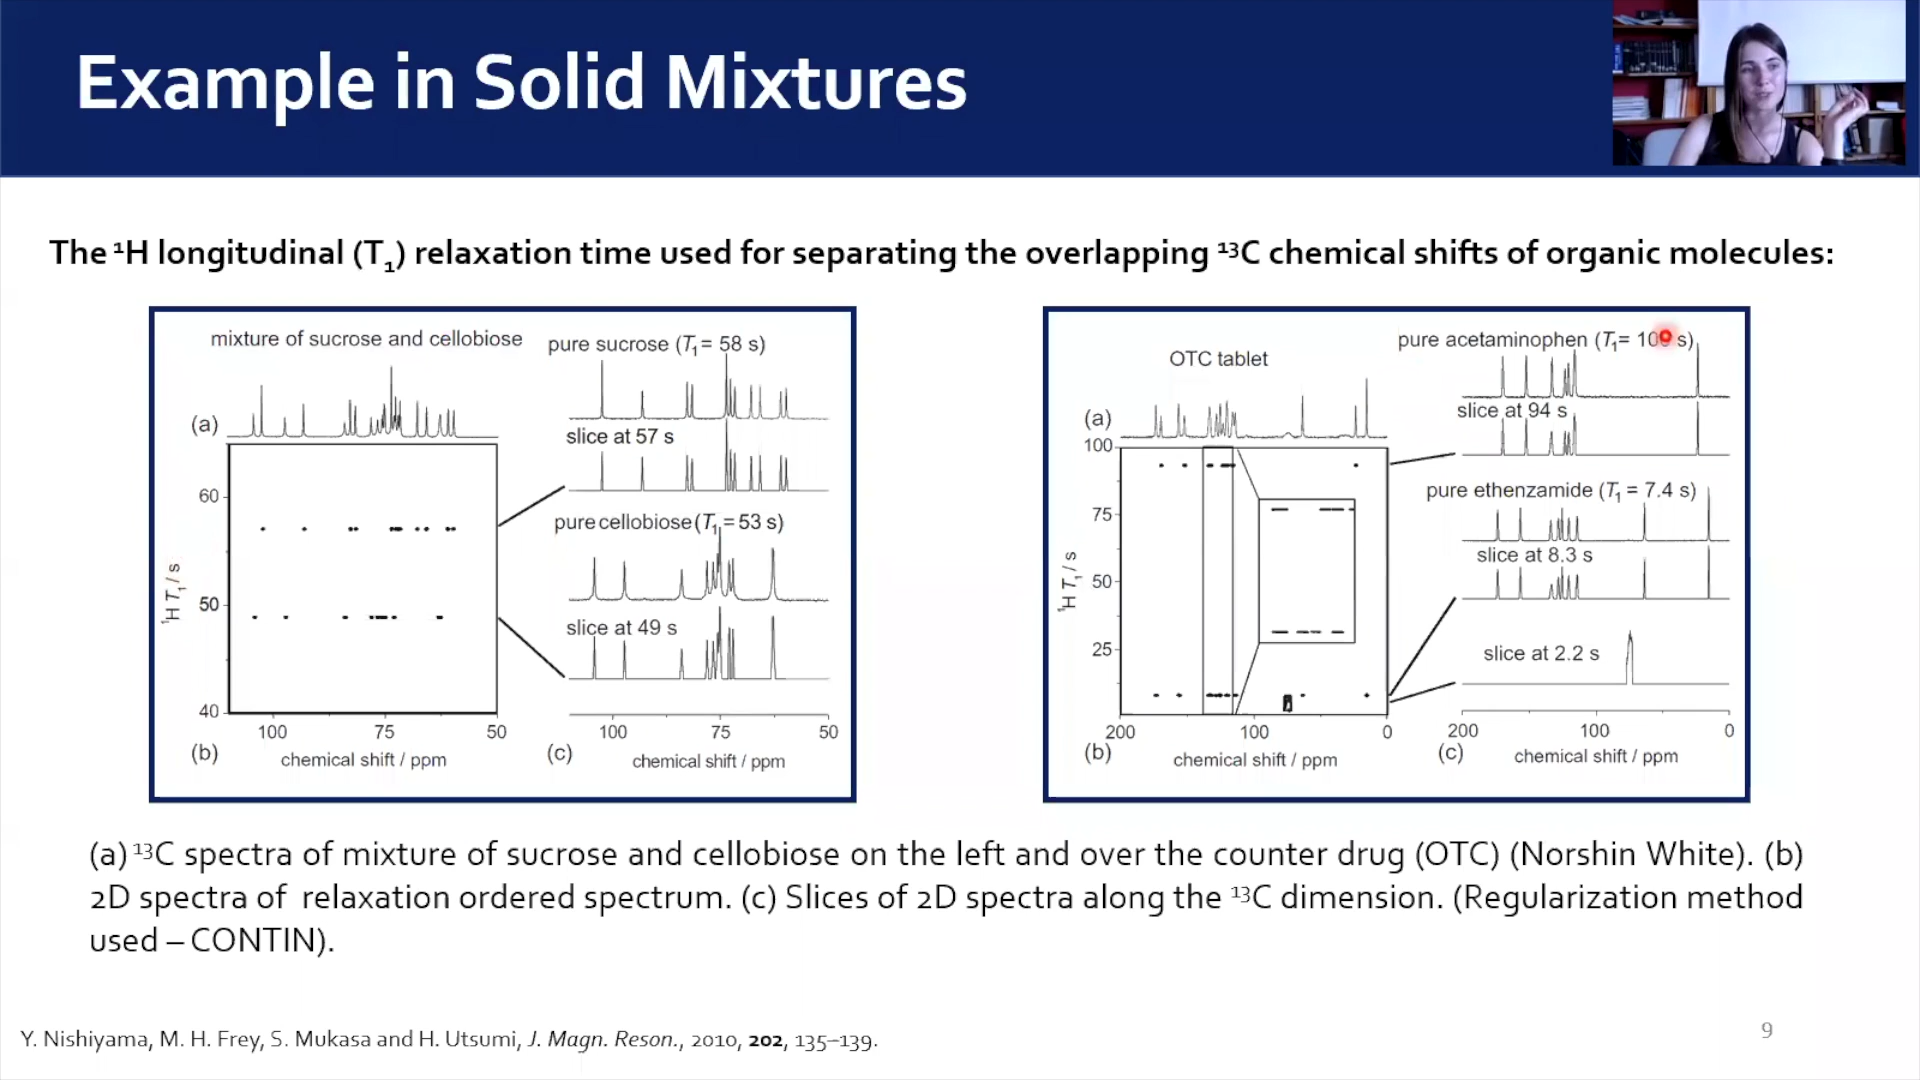 Example in Solid Mixtures
The ¹H longitudinal (T₁) relaxation time used for separating the overlapping ¹³C chemical shifts of organic molecules:
mixture of sucrose and cellobiose
(a)
60
50
40
¹H T₁ / s
100 75 50
(b) chemical shift / ppm
pure sucrose (T₁ = 58 s)
slice at 57 s
pure cellobiose (T₁ = 53 s)
slice at 49 s
100 75 50
(c) chemical shift / ppm
OTC tablet
(a)
100
75
50
25
¹H T₁ / s
200 100 0
(b) chemical shift / ppm
pure acetaminophen (T₁ = s)
slice at 94 s
pure ethenzamide (T₁ = 7.4 s)
slice at 8.3 s
slice at 2.2 s
200 100 0
(c) chemical shift / ppm
(a) ¹³C spectra of mixture of sucrose and cellobiose on the left and over the counter drug (OTC) (Norshin White). (b)
2D spectra of relaxation ordered spectrum. (c) Slices of 2D spectra along the ¹³C dimension. (Regularization method
used – CONTIN).
Y. Nishiyama, M. H. Frey, S. Mukasa and H. Utsumi, J. Magn. Reson., 2010, 202, 135–139.
9